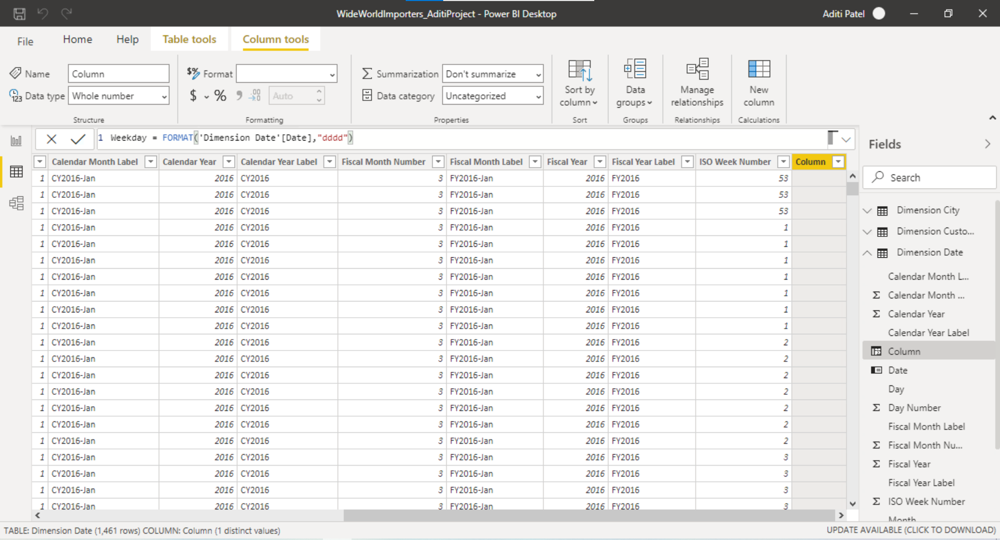 WideWorldImporters_AditiProject - Power BI Desktop
Aditi Patel
File Home Help Table tools Column tools
Name Column
Data type Whole number
Structure
Format
$ % Auto
Formatting
Summarization Don't summarize
Data category Uncategorized
Properties
Sort by column
Sort
Data groups
Groups
Manage relationships
Relationships
New column
Calculations
1 Weekday = FORMAT('Dimension Date'[Date],"dddd")
Calendar Month Label Calendar Year Calendar Year Label Fiscal Month Number Fiscal Month Label Fiscal Year Fiscal Year Label ISO Week Number Column
1 CY2016-Jan 2016 CY2016 3 FY2016-Jan 2016 FY2016 53
1 CY2016-Jan 2016 CY2016 3 FY2016-Jan 2016 FY2016 53
1 CY2016-Jan 2016 CY2016 3 FY2016-Jan 2016 FY2016 53
1 CY2016-Jan 2016 CY2016 3 FY2016-Jan 2016 FY2016 1
1 CY2016-Jan 2016 CY2016 3 FY2016-Jan 2016 FY2016 1
1 CY2016-Jan 2016 CY2016 3 FY2016-Jan 2016 FY2016 1
1 CY2016-Jan 2016 CY2016 3 FY2016-Jan 2016 FY2016 1
1 CY2016-Jan 2016 CY2016 3 FY2016-Jan 2016 FY2016 1
1 CY2016-Jan 2016 CY2016 3 FY2016-Jan 2016 FY2016 1
1 CY2016-Jan 2016 CY2016 3 FY2016-Jan 2016 FY2016 1
1 CY2016-Jan 2016 CY2016 3 FY2016-Jan 2016 FY2016 2
1 CY2016-Jan 2016 CY2016 3 FY2016-Jan 2016 FY2016 2
1 CY2016-Jan 2016 CY2016 3 FY2016-Jan 2016 FY2016 2
1 CY2016-Jan 2016 CY2016 3 FY2016-Jan 2016 FY2016 2
1 CY2016-Jan 2016 CY2016 3 FY2016-Jan 2016 FY2016 2
1 CY2016-Jan 2016 CY2016 3 FY2016-Jan 2016 FY2016 2
1 CY2016-Jan 2016 CY2016 3 FY2016-Jan 2016 FY2016 2
1 CY2016-Jan 2016 CY2016 3 FY2016-Jan 2016 FY2016 3
1 CY2016-Jan 2016 CY2016 3 FY2016-Jan 2016 FY2016 3
1 CY2016-Jan 2016 CY2016 3 FY2016-Jan 2016 FY2016 3
1 CY2016-Jan 2016 CY2016 3 FY2016-Jan 2016 FY2016 3
Fields
Search
Dimension City
Dimension Custo...
Dimension Date
Calendar Month L...
Σ Calendar Month ...
Σ Calendar Year
Calendar Year Label
Column
Date
Day
Σ Day Number
Fiscal Month Label
Σ Fiscal Month Nu...
Σ Fiscal Year
Fiscal Year Label
Σ ISO Week Number
Month
TABLE: Dimension Date (1,461 rows) COLUMN: Column (1 distinct values)
UPDATE AVAILABLE (CLICK TO DOWNLOAD)